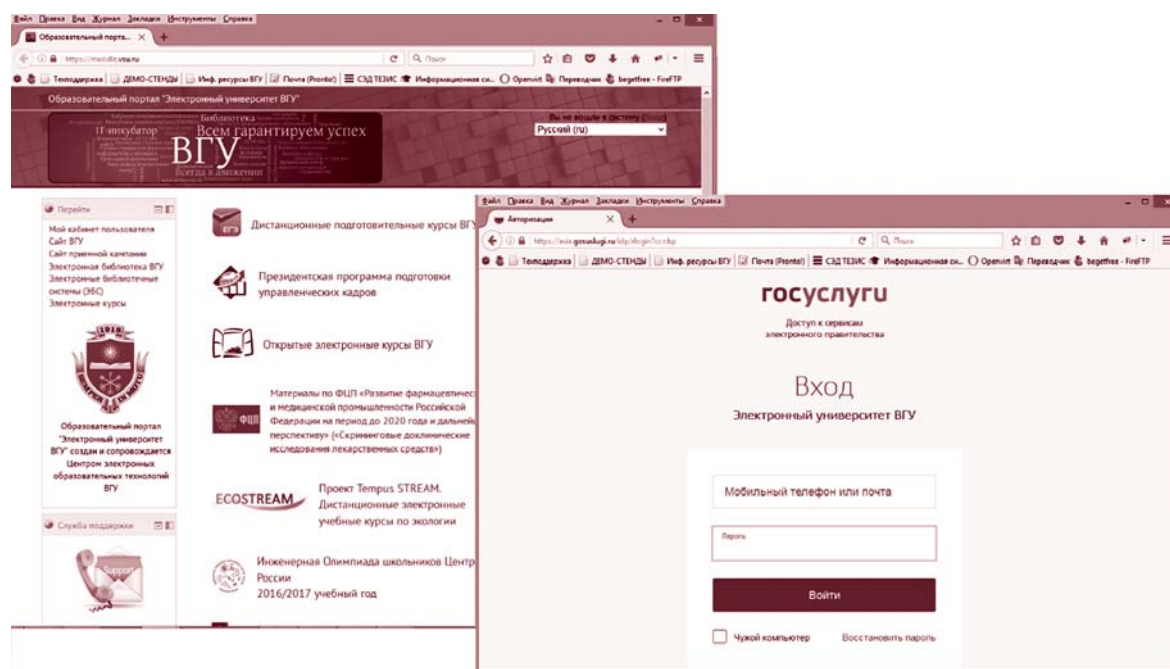 Файл Правка Вид Журнал Закладки Инструменты Справка
Образовательный порта...
https://moodle.vsu.ru
Поиск
Техподдержка ДЕМО-СТЕНДЫ Инф. ресурсы ВГУ Почта (Pronto!) СЭД ТЕЗИС Информационная си... Openvirt Переводчик begetfree - FireFTP
Образовательный портал "Электронный университет ВГУ"
Вы не вошли в систему
Библиотека
IT-инкубатор
Всем гарантируем успех
ВГУ
Всегда в движении
Русский (ru)
Перейти
Мой кабинет пользователя
Сайт ВГУ
Сайт приемной кампании
Электронная библиотека ВГУ
Электронные библиотечные
системы (ЭБС)
Электронные курсы
1918
SEMPER IN MOTU
Образовательный портал
"Электронный университет
ВГУ" создан и сопровождается
Центром электронных
образовательных технологий
ВГУ
Служба поддержки
Support
ЕГЭ
Дистанционные подготовительные курсы ВГУ
Президентская программа подготовки
управленческих кадров
Открытые электронные курсы ВГУ
ФЦП
Материалы по ФЦП «Развитие фармацевтичес
и медицинской промышленности Российской
Федерации на период до 2020 года и дальней
перспективу» («Скрининговые доклинические
исследования лекарственных средств»)
ECOSTREAM
Проект Tempus STREAM.
Дистанционные электронные
учебные курсы по экологии
Инженерная Олимпиада школьников Центр
России
2016/2017 учебный год
Файл Правка Вид Журнал Закладки Инструменты Справка
Авторизация
https://esia.gosuslugi.ru/idp/rlogin?cc=bp
Поиск
Техподдержка ДЕМО-СТЕНДЫ Инф. ресурсы ВГУ Почта (Pronto!) СЭД ТЕЗИС Информационная си... Openvirt Переводчик begetfree - FireFTP
госуслуги
Доступ к сервисам
электронного правительства
Вход
Электронный университет ВГУ
Мобильный телефон или почта
Пароль
Войти
Чужой компьютер Восстановить пароль